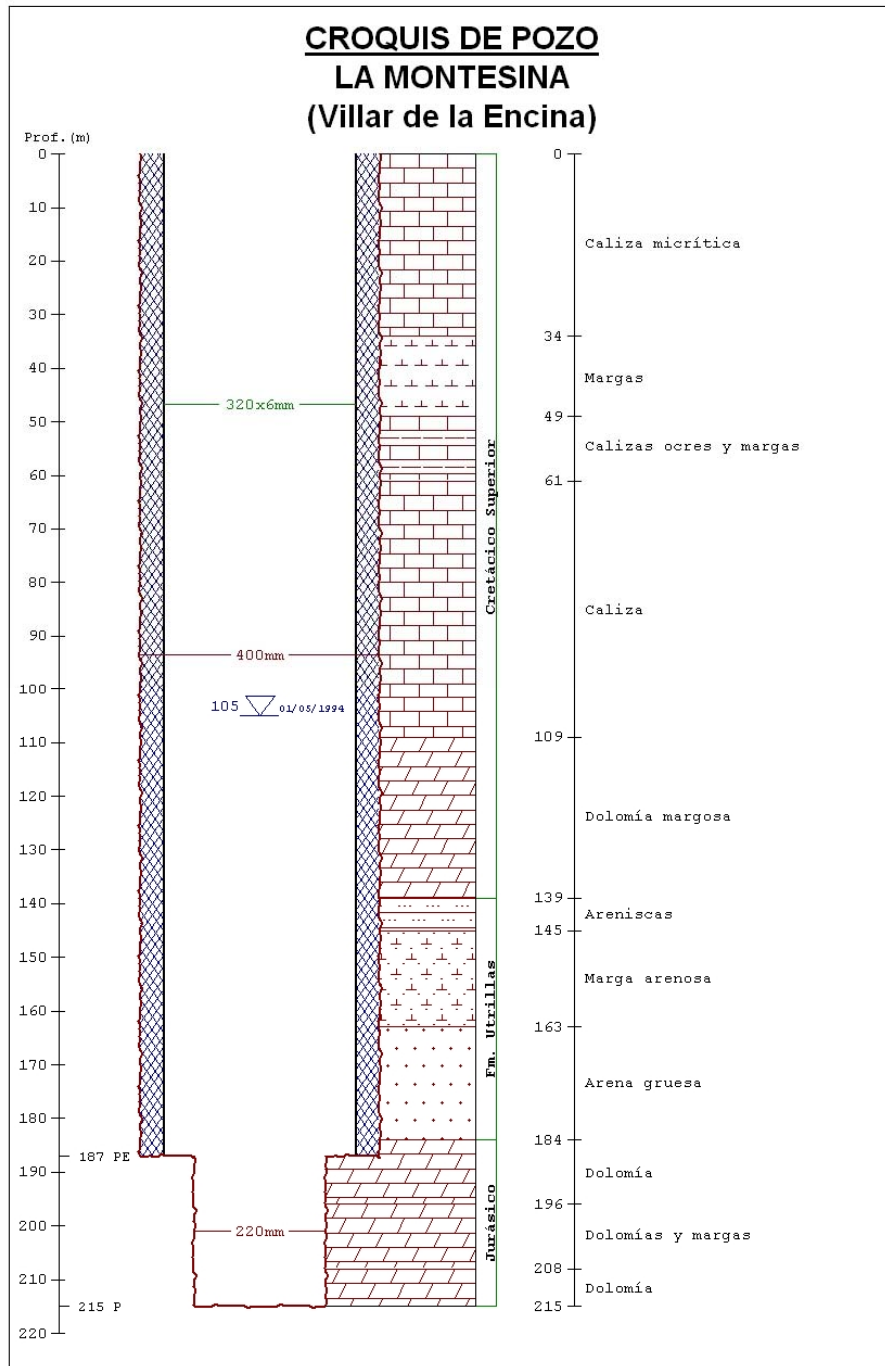 CROQUIS DE POZO
LA MONTESINA
(Villar de la Encina)
Prof.(m)
0
10
20
30
40
50
60
70
80
90
100
110
120
130
140
150
160
170
180
187 PE
190
200
210
215 P
220
320x6mm
400mm
105
01/05/1994
220mm
Cretácico Superior
Fm. Utrillas
Jurásico
0
Caliza micrítica
34
Margas
49
Calizas ocres y margas
61
Caliza
109
Dolomía margosa
139
Areniscas
145
Marga arenosa
163
Arena gruesa
184
Dolomía
196
Dolomías y margas
208
Dolomía
215